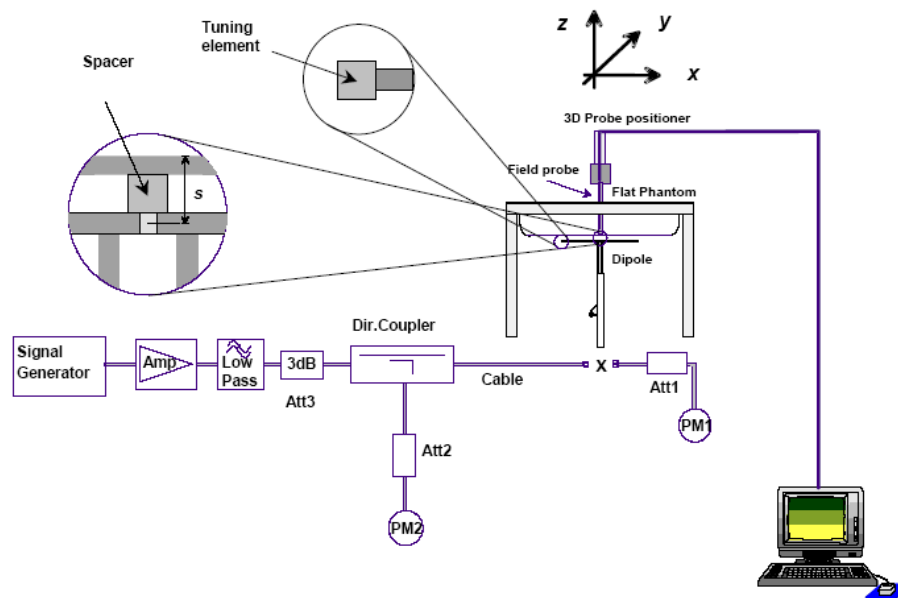 Tuning
element
z
y
x
Spacer
3D Probe positioner
Field probe
Flat Phantom
s
Dipole
Dir.Coupler
Signal
Generator
Amp
Low
Pass
3dB
Att3
Cable
x
Att1
PM1
Att2
PM2